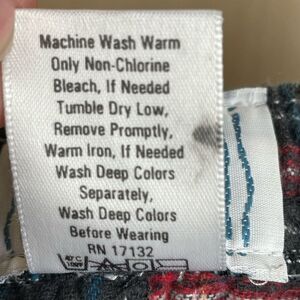 Machine Wash Warm
Only Non-Chlorine
Bleach, If Needed
Tumble Dry Low,
Remove Promptly,
Warm Iron, If Needed
Wash Deep Colors
Separately,
Wash Deep Colors
Before Wearing
RN 17132